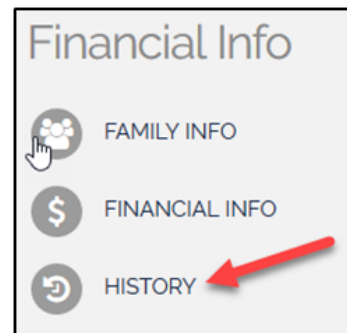 Financial Info
FAMILY INFO
$
FINANCIAL INFO
HISTORY